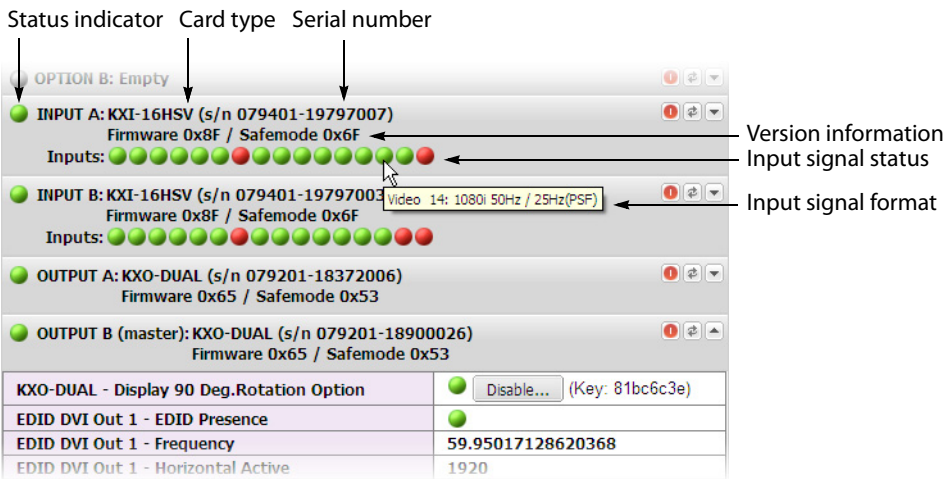 Status indicator Card type Serial number
OPTION B: Empty
INPUT A: KXI-16HSV (s/n 079401-19797007)
Firmware 0x8F / Safemode 0x6F
Version information
Inputs:
Input signal status
INPUT B: KXI-16HSV (s/n 079401-19797003
Video 14: 1080i 50Hz / 25Hz(PSF)
Input signal format
Firmware 0x8F / Safemode 0x6F
Inputs:
OUTPUT A: KXO-DUAL (s/n 079201-18372006)
Firmware 0x65 / Safemode 0x53
OUTPUT B (master): KXO-DUAL (s/n 079201-18900026)
Firmware 0x65 / Safemode 0x53
KXO-DUAL - Display 90 Deg.Rotation Option Disable... (Key: 81bc6c3e)
EDID DVI Out 1 - EDID Presence
EDID DVI Out 1 - Frequency 59.95017128620368
EDID DVI Out 1 - Horizontal Active 1920